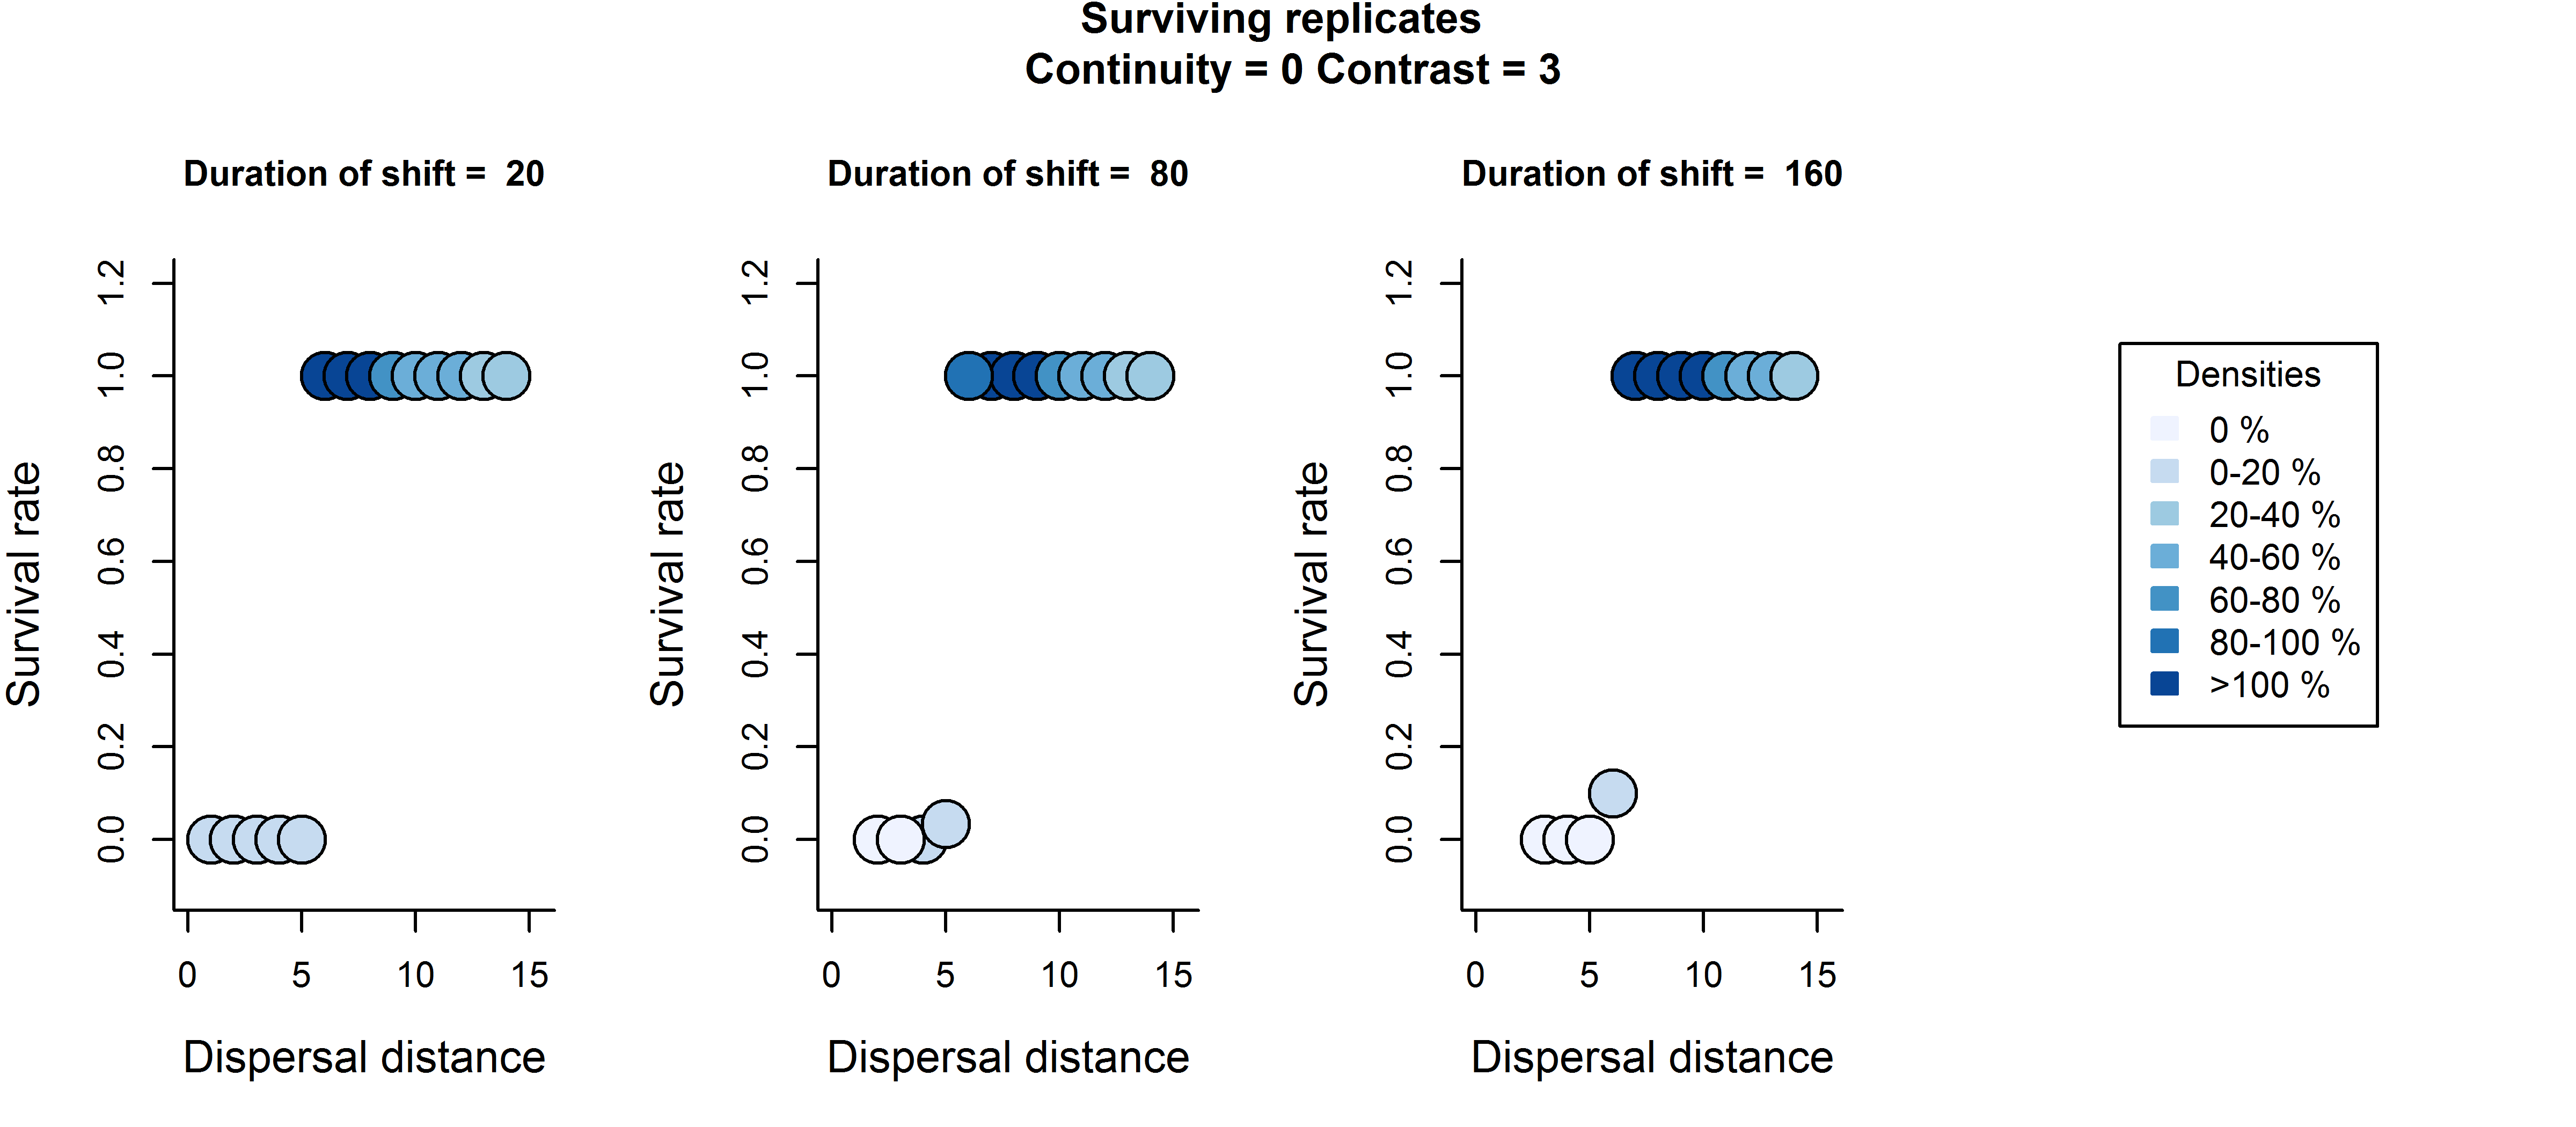 Surviving replicates
Continuity = 0 Contrast = 3
Duration of shift =  20
Survival rate
1.2
1.0
0.8
0.6
0.4
0.2
0.0
0 5 10 15
Dispersal distance
Duration of shift =  80
Survival rate
1.2
1.0
0.8
0.6
0.4
0.2
0.0
0 5 10 15
Dispersal distance
Duration of shift =  160
Survival rate
1.2
1.0
0.8
0.6
0.4
0.2
0.0
0 5 10 15
Dispersal distance
Densities
0 %
0-20 %
20-40 %
40-60 %
60-80 %
80-100 %
>100 %